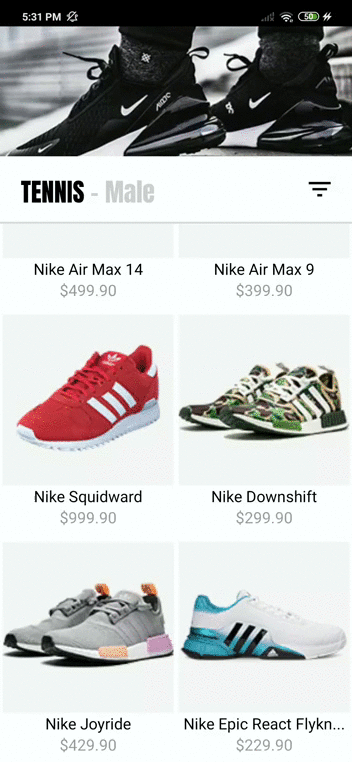 5:31 PM
50
TENNIS - Male
Nike Air Max 14
Nike Air Max 9
$499.90
$399.90
Nike Squidward
Nike Downshift
$999.90
$299.90
Nike Joyride
Nike Epic React Flykn...
$429.90
$229.90